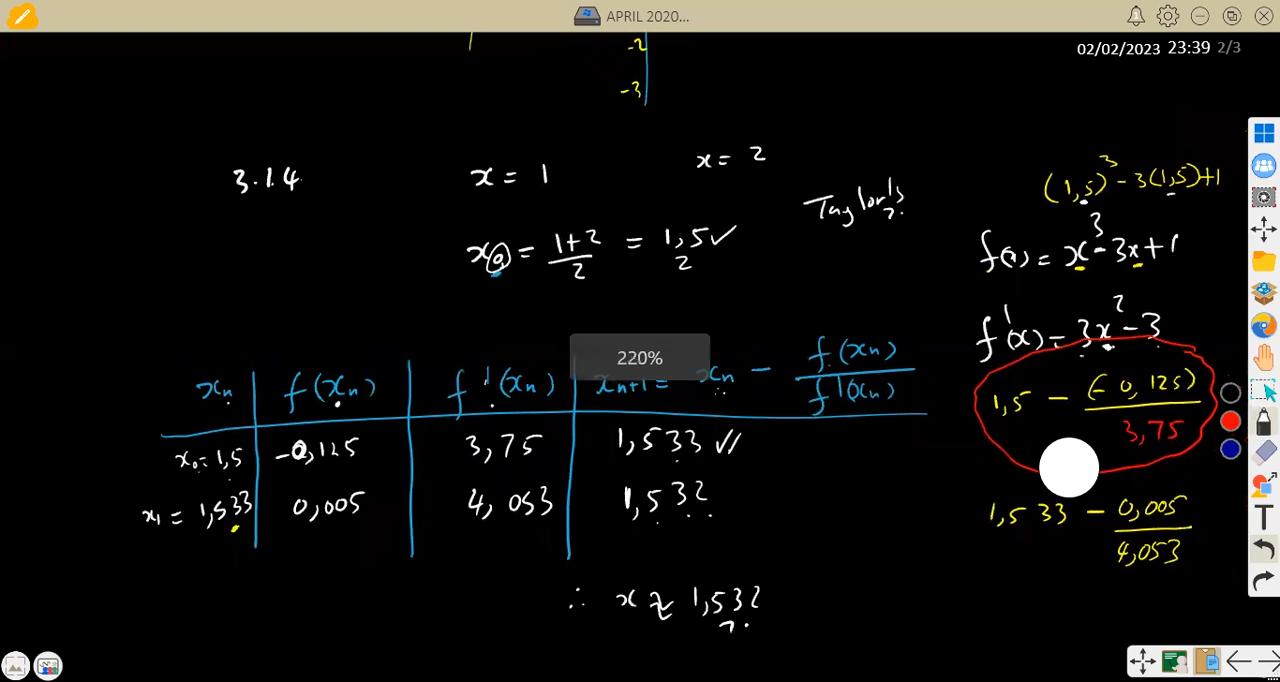 APRIL 2020...
02/02/2023 23:39 2/3
1
-2
-3
3.1.4
x = 1
x = 2
Taylor's
(1,5)³ - 3(1,5) + 1
x₀ = 1+2/2 = 1,5 ✓
2
f(x) = x³ - 3x + 1
f'(x) = 3x² - 3
220%
xₙ f(xₙ) f'(xₙ) xₙ₊₁ = xₙ - f(xₙ)/f'(xₙ)
x₀ = 1,5 -0,125 3,75 1,533 ✓✓
x₁ = 1,533 0,005 4,053 1,532
1,5 - (-0,125)/3,75
1,533 - 0,005/4,053
∴ x ≈ 1,532
T